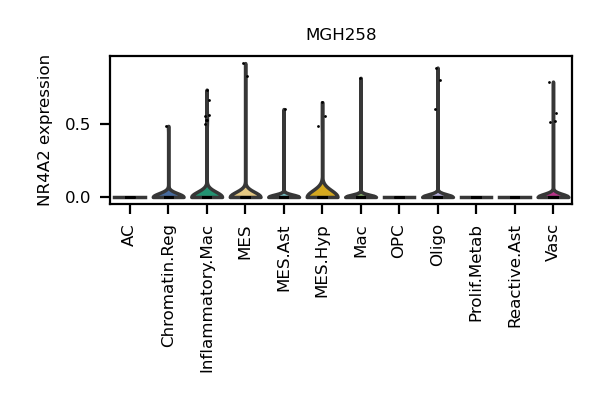 MGH258
NR4A2 expression
0.5
0.0
AC
Chromatin.Reg
Inflammatory.Mac
MES
MES.Ast
MES.Hyp
Mac
OPC
Oligo
Prolif.Metab
Reactive.Ast
Vasc